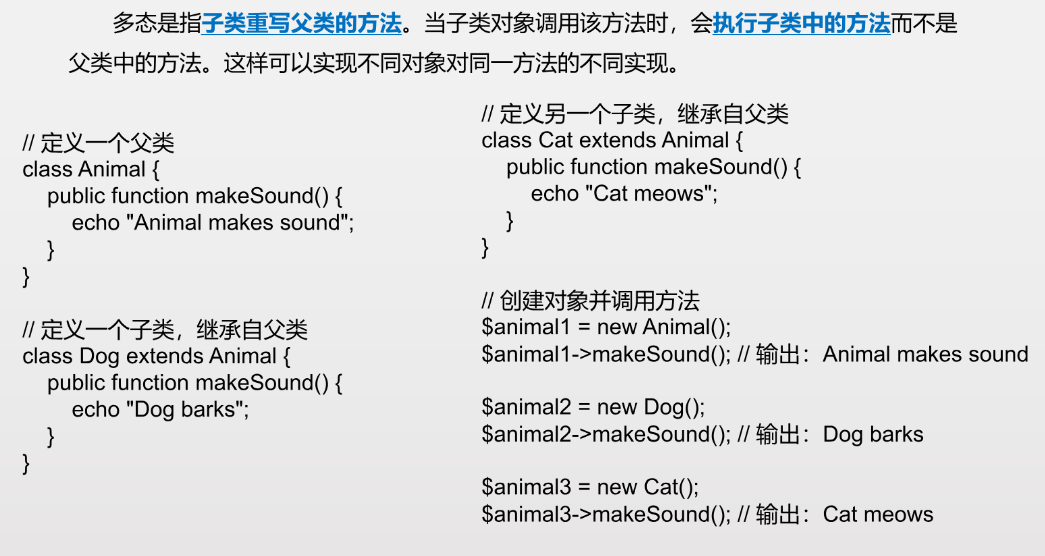 多态是指子类重写父类的方法。当子类对象调用该方法时，会执行子类中的方法而不是
父类中的方法。这样可以实现不同对象对同一方法的不同实现。
// 定义一个父类
class Animal {
public function makeSound() {
echo "Animal makes sound";
}
}
// 定义一个子类，继承自父类
class Dog extends Animal {
public function makeSound() {
echo "Dog barks";
}
}
// 定义另一个子类，继承自父类
class Cat extends Animal {
public function makeSound() {
echo "Cat meows";
}
}
// 创建对象并调用方法
$animal1 = new Animal();
$animal1->makeSound(); // 输出：Animal makes sound
$animal2 = new Dog();
$animal2->makeSound(); // 输出：Dog barks
$animal3 = new Cat();
$animal3->makeSound(); // 输出：Cat meows